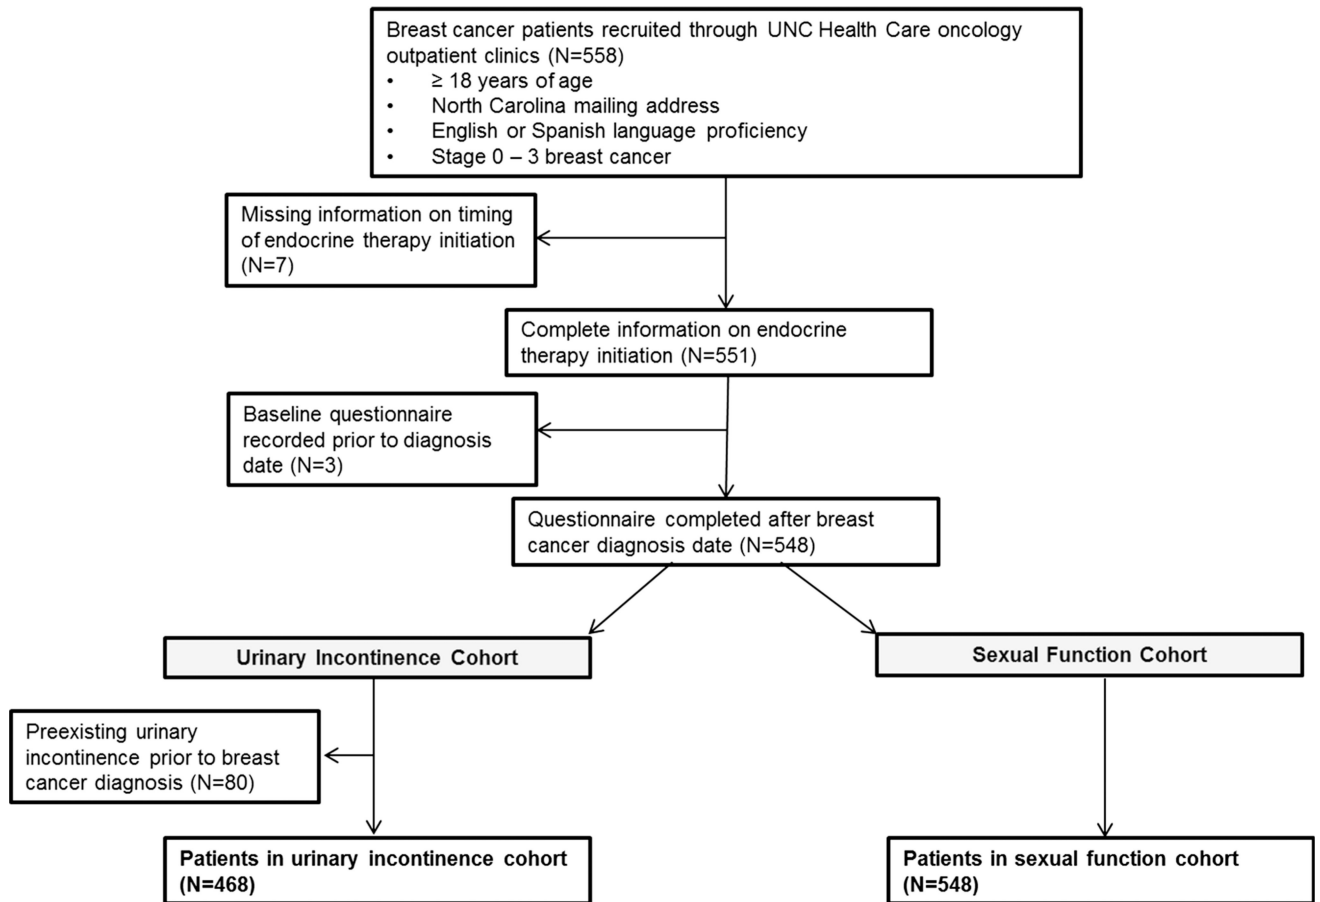 Breast cancer patients recruited through UNC Health Care oncology
outpatient clinics (N=558)
• ≥ 18 years of age
• North Carolina mailing address
• English or Spanish language proficiency
• Stage 0 – 3 breast cancer
Missing information on timing
of endocrine therapy initiation
(N=7)
Complete information on endocrine
therapy initiation (N=551)
Baseline questionnaire
recorded prior to diagnosis
date (N=3)
Questionnaire completed after breast
cancer diagnosis date (N=548)
Urinary Incontinence Cohort
Sexual Function Cohort
Preexisting urinary
incontinence prior to breast
cancer diagnosis (N=80)
Patients in urinary incontinence cohort
(N=468)
Patients in sexual function cohort
(N=548)